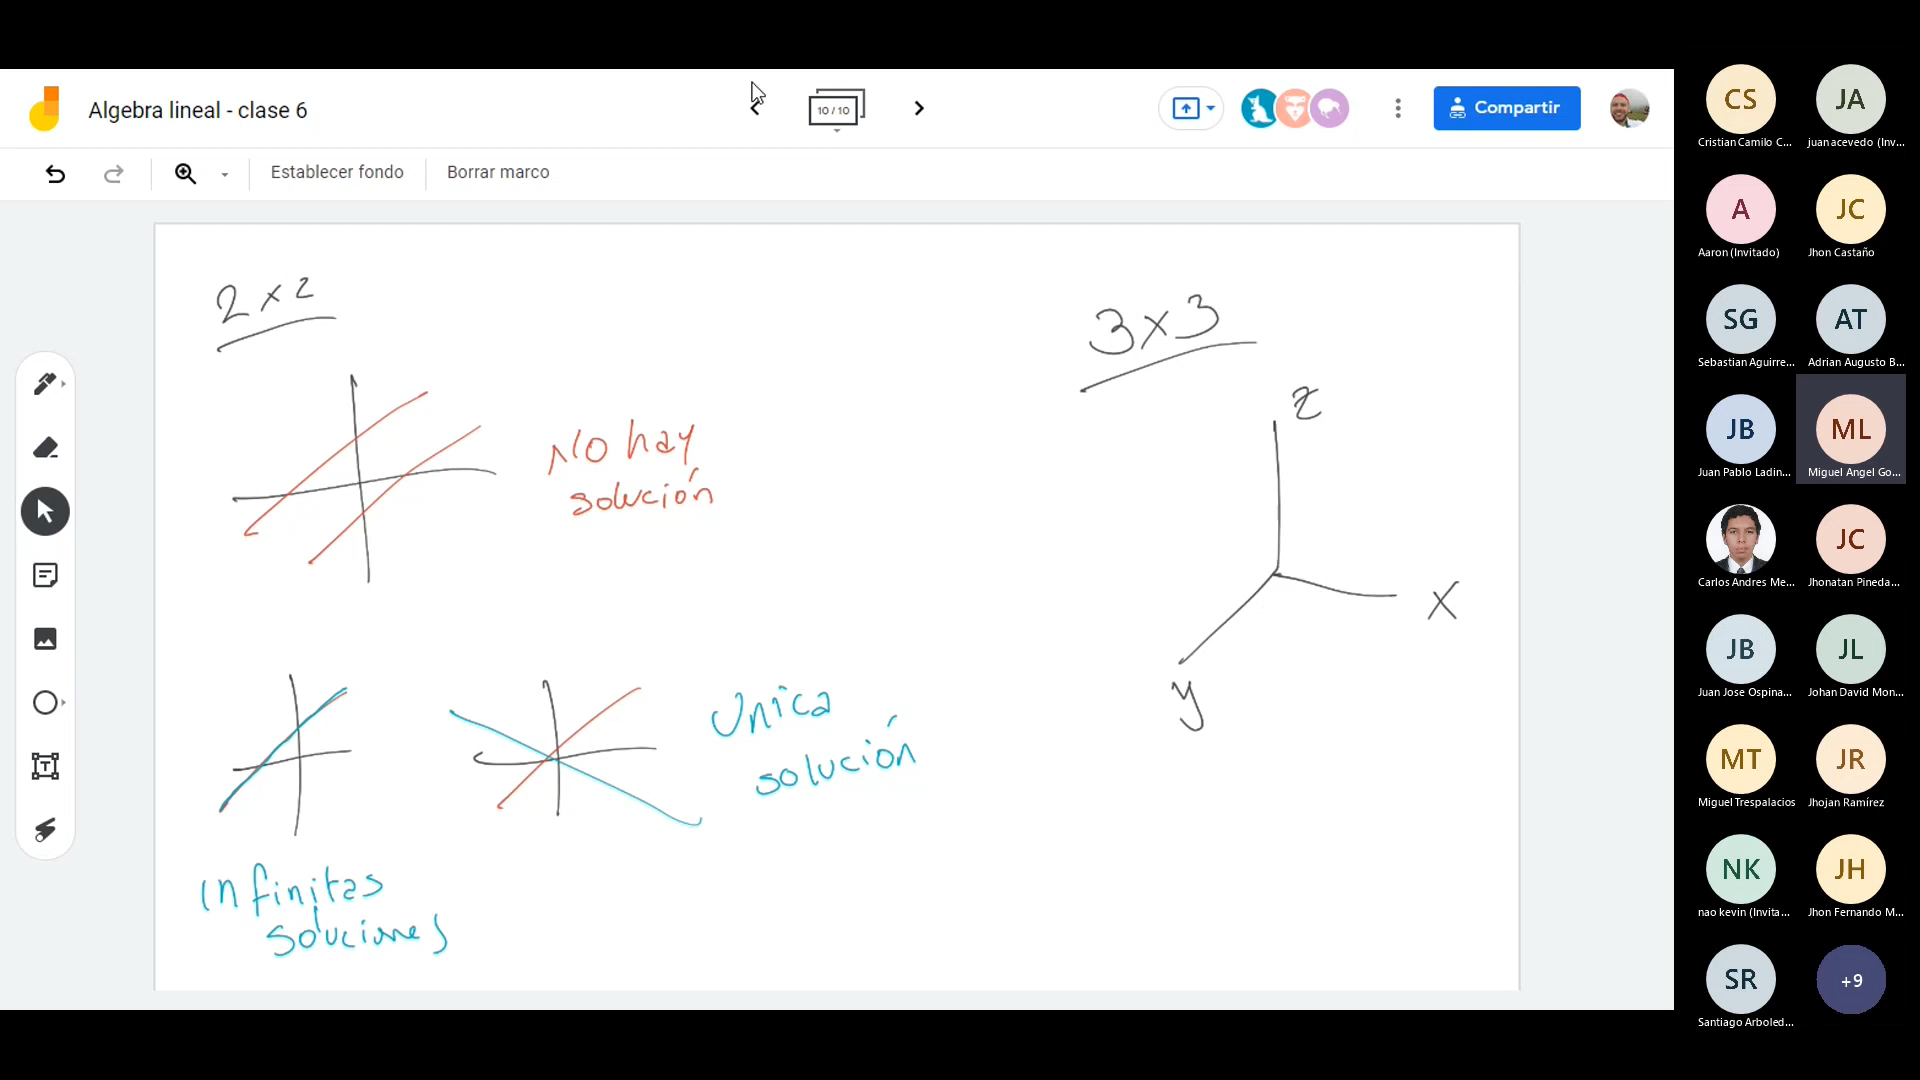 Algebra lineal - clase 6
10 / 10
Compartir
Establecer fondo
Borrar marco
2 x 2
No hay
solución
Infinitas
soluciones
Unica
solución
3x3
z
x
y
CS
Cristian Camilo C...
JA
juan acevedo (Inv...
A
Aaron (Invitado)
JC
Jhon Castaño
SG
Sebastian Aguirre...
AT
Adrian Augusto B...
JB
Juan Pablo Ladin...
ML
Miguel Angel Go...
Carlos Andres Me...
JC
Jhonatan Pineda...
JB
Juan Jose Ospina...
JL
Johan David Mon...
MT
Miguel Trespalacios
JR
Jhojan Ramírez
NK
nao kevin (Invita...
JH
Jhon Fernando M...
SR
Santiago Arboled...
+9